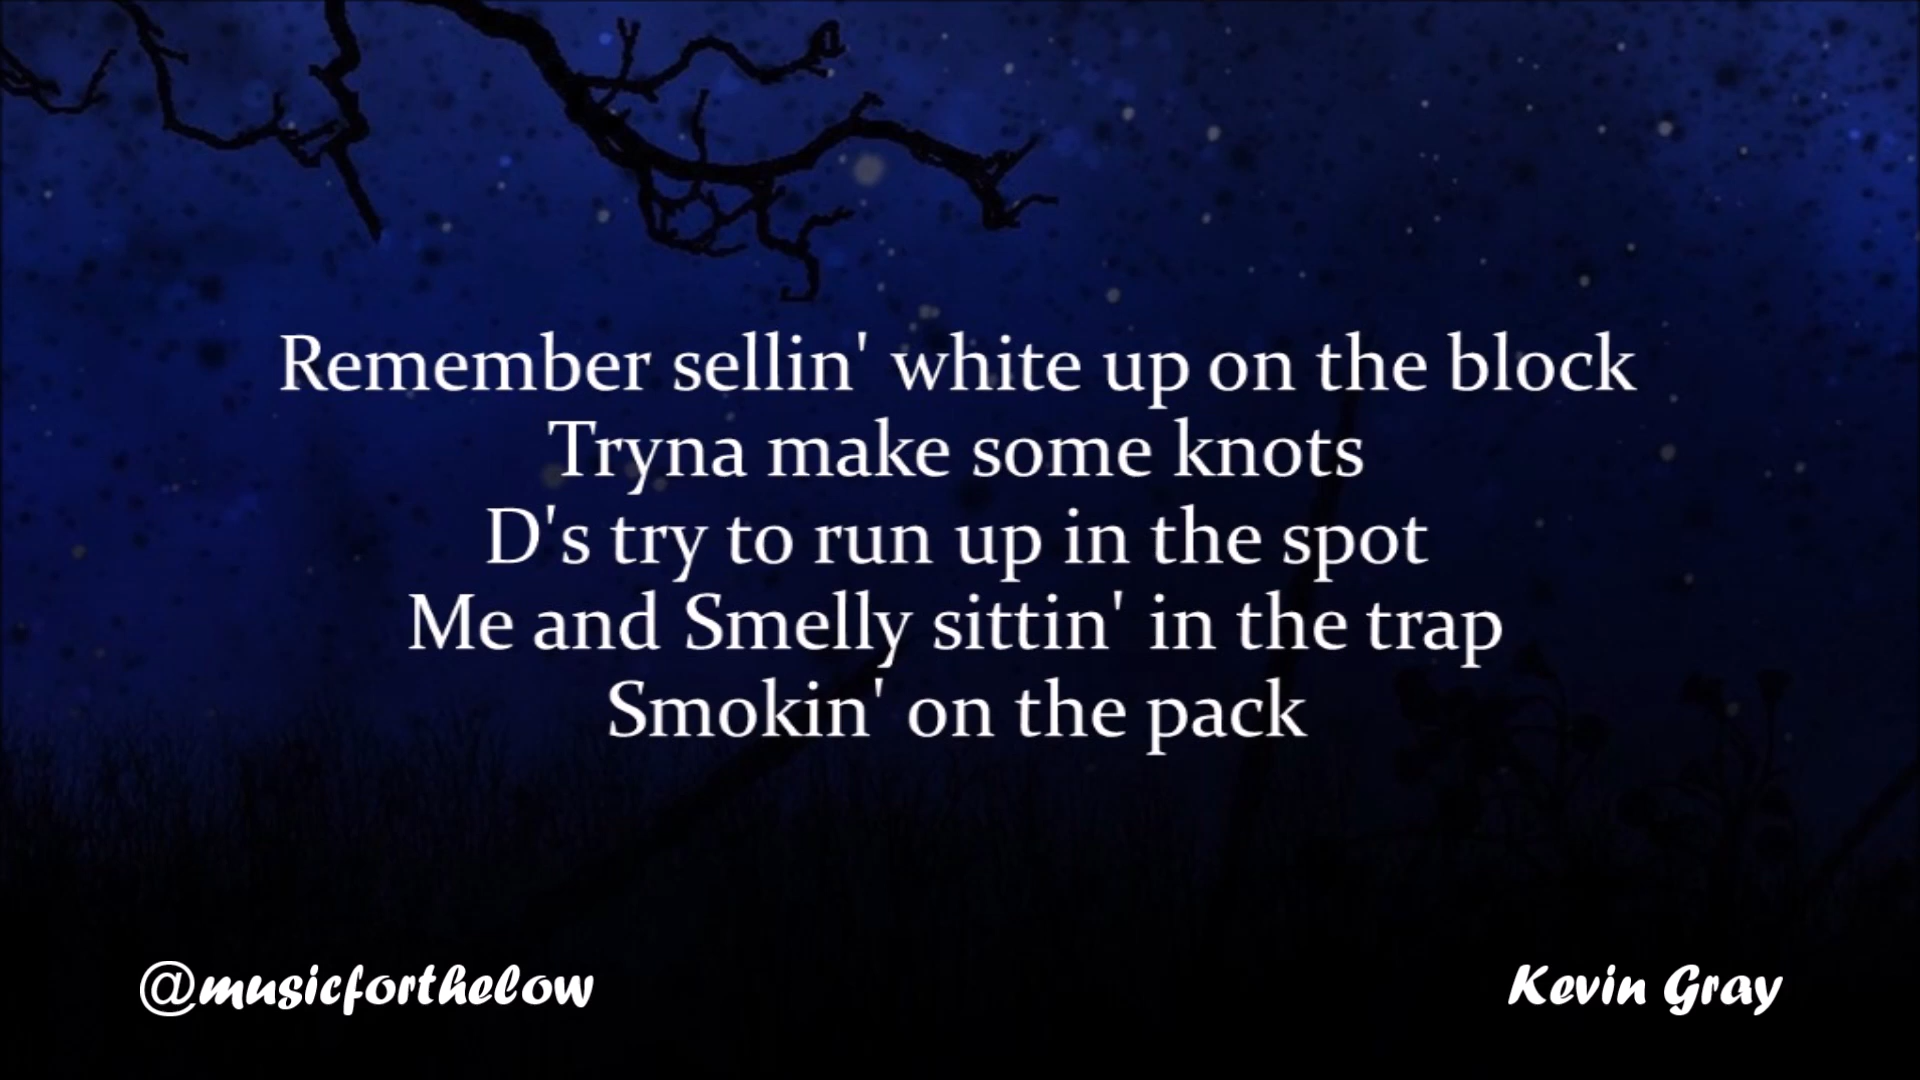 Remember sellin' white up on the block
Tryna make some knots
D's try to run up in the spot
Me and Smelly sittin' in the trap
Smokin' on the pack
@musicforthelow
Kevin Gray